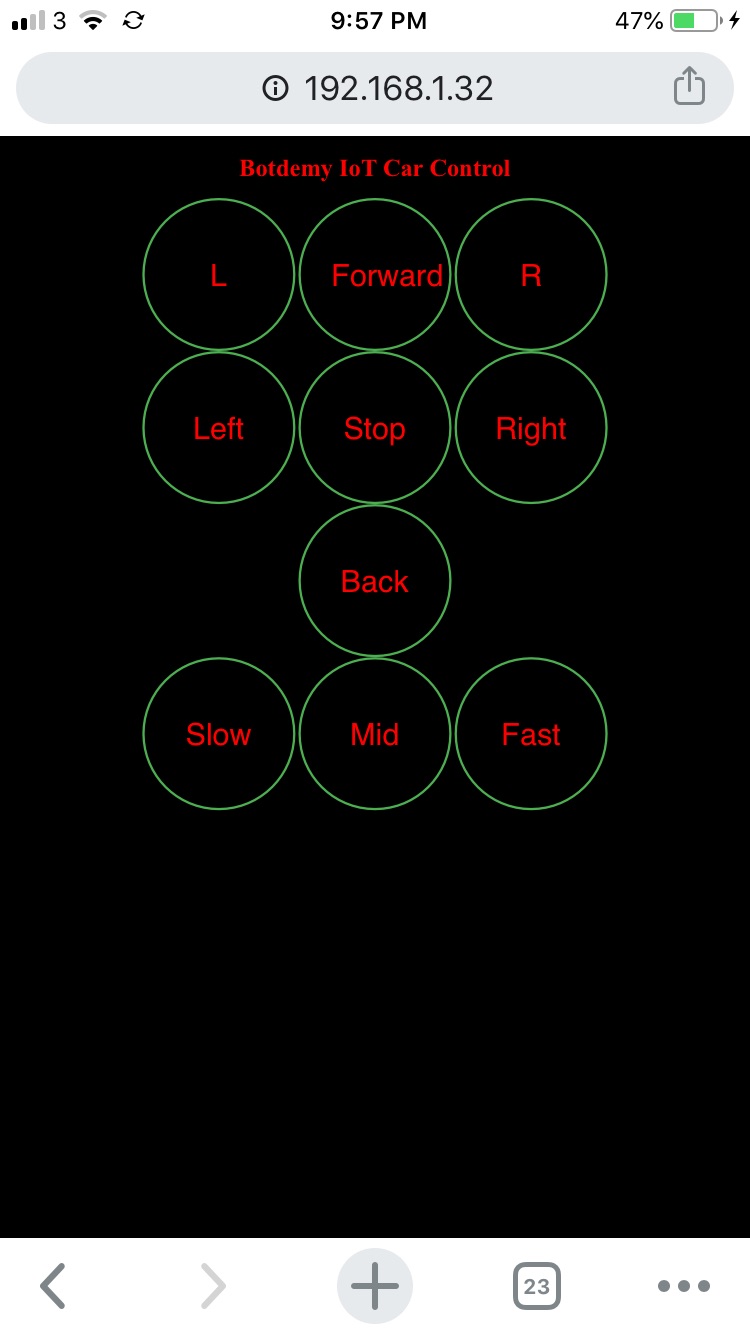 3 9:57 PM 47%
192.168.1.32
Botdemy IoT Car Control
L Forward R
Left Stop Right
Back
Slow Mid Fast
23